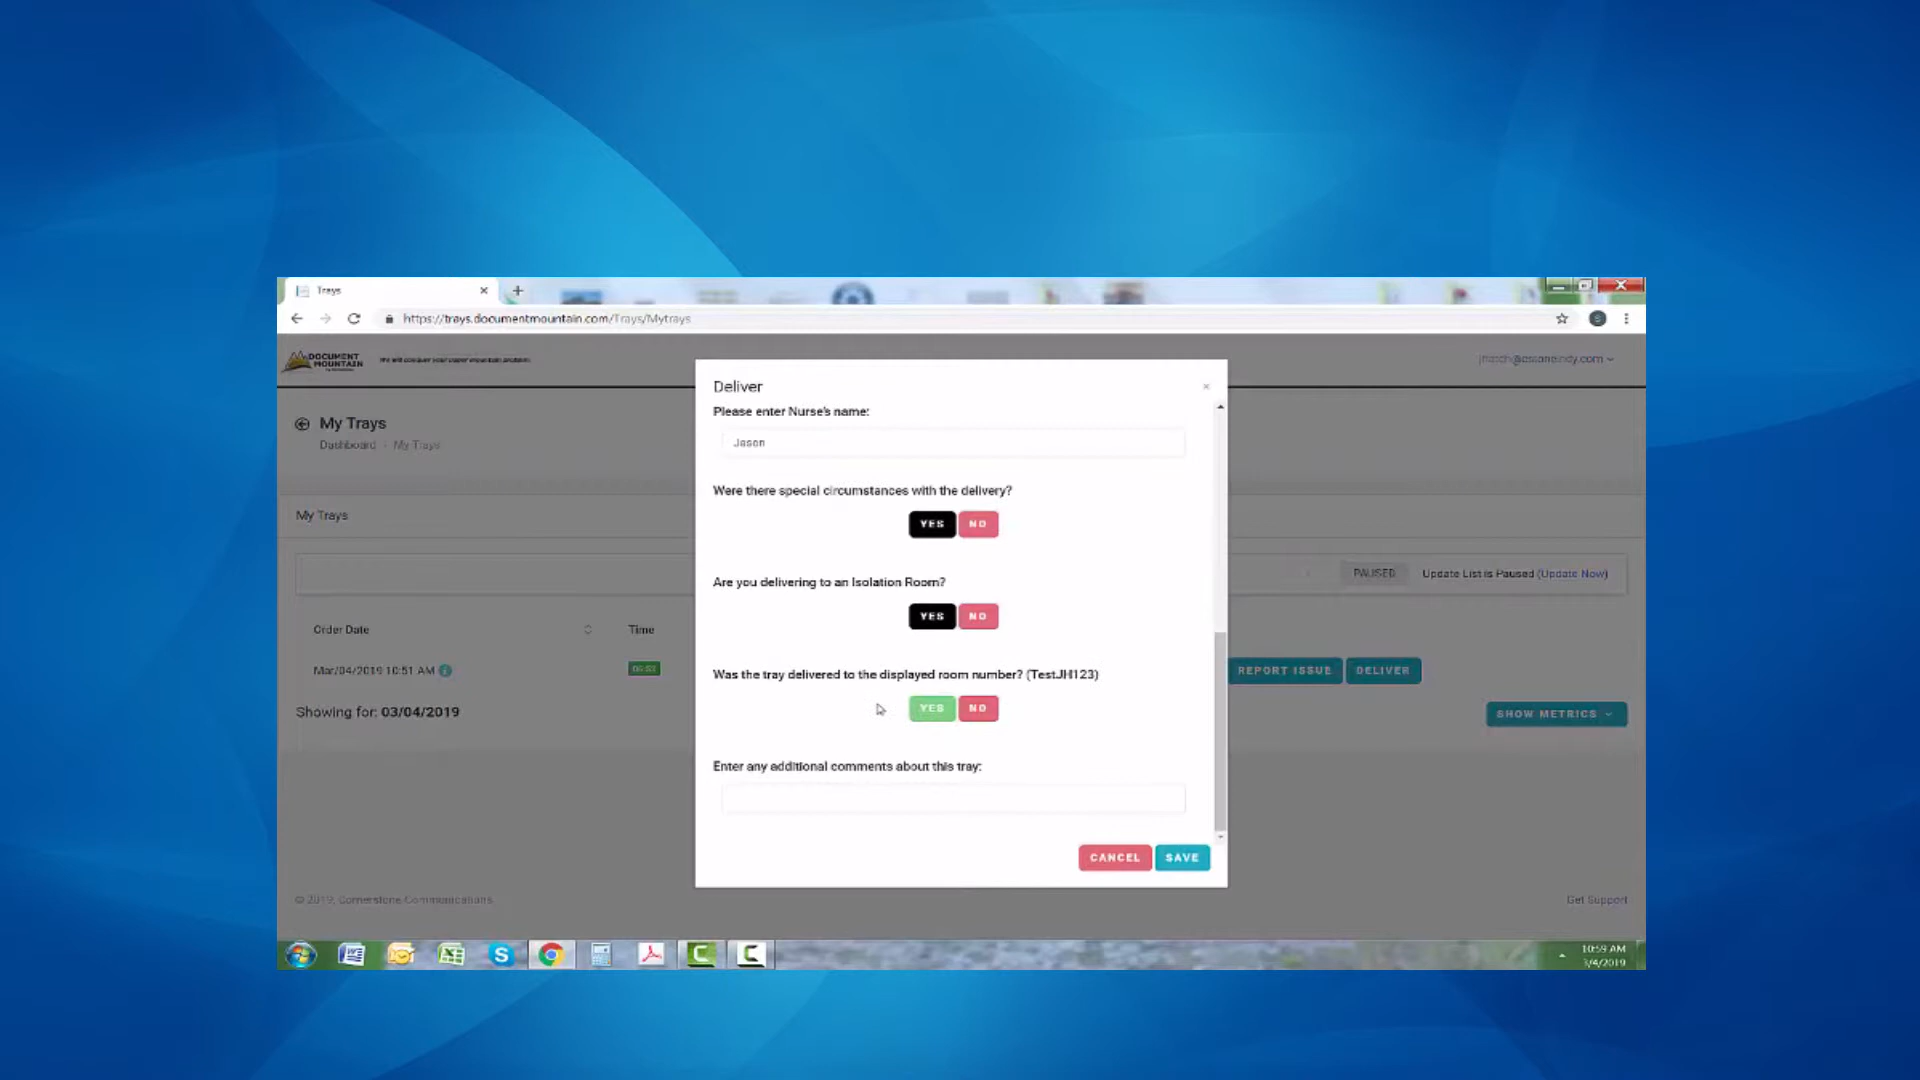 Trays
https://trays.documentmountain.com/Trays/Mytrays
DOCUMENT
MOUNTAIN
Deliver
My Trays
Dashboard
My Trays
Please enter Nurse's name:
Jason
Were there special circumstances with the delivery?
YES NO
My Trays
Are you delivering to an Isolation Room?
YES NO
PAUSED Update List is Paused (Update Now)
Order Date Time
Mar/04/2019 10:51 AM
REPORT ISSUE DELIVER
Was the tray delivered to the displayed room number? (TestJH123)
YES NO
Showing for: 03/04/2019
SHOW METRICS
Enter any additional comments about this tray:
CANCEL SAVE
© 2019, Cornerstone Communications
Get Support
10:59 AM
3/4/2019